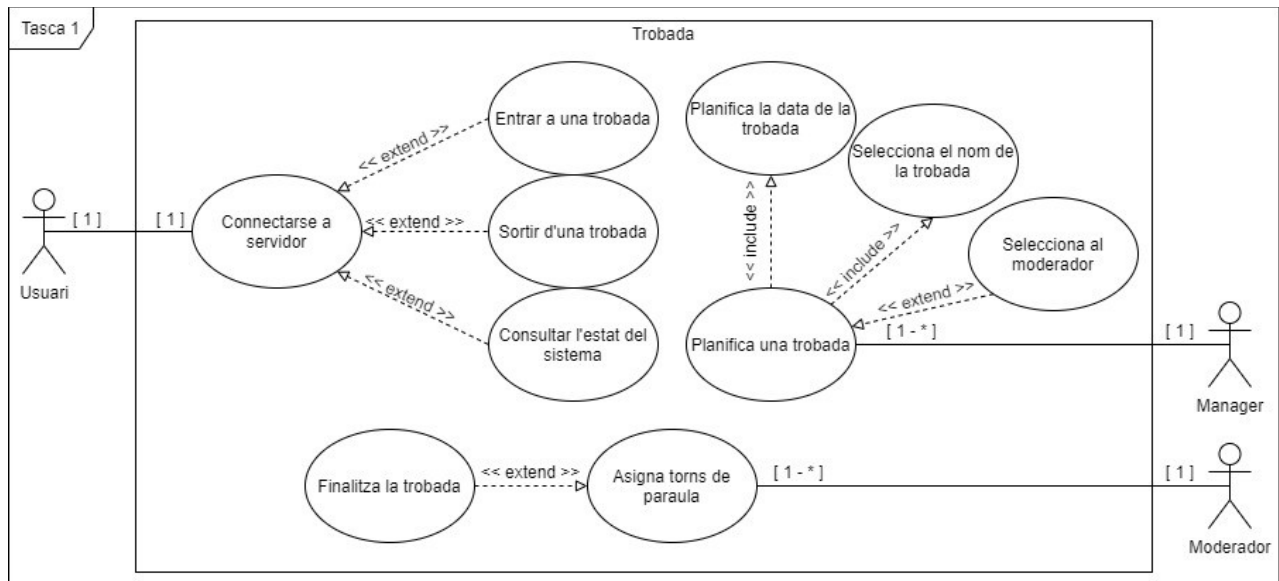 Tasca 1
Trobada
Entrar a una trobada
Planifica la data de la
trobada
Selecciona el nom de
la trobada
<< extend >>
[ 1 ]
[ 1 ]
Connectarse a
servidor
<< extend >>
Sortir d'una trobada
<< include >>
<< include >>
Selecciona al
moderador
Usuari
<< extend >>
<< extend >>
Consultar l'estat del
sistema
Planifica una trobada
[ 1 - * ]
[ 1 ]
Manager
Finalitza la trobada
<< extend >>
Asigna torns de
paraula
[ 1 - * ]
[ 1 ]
Moderador